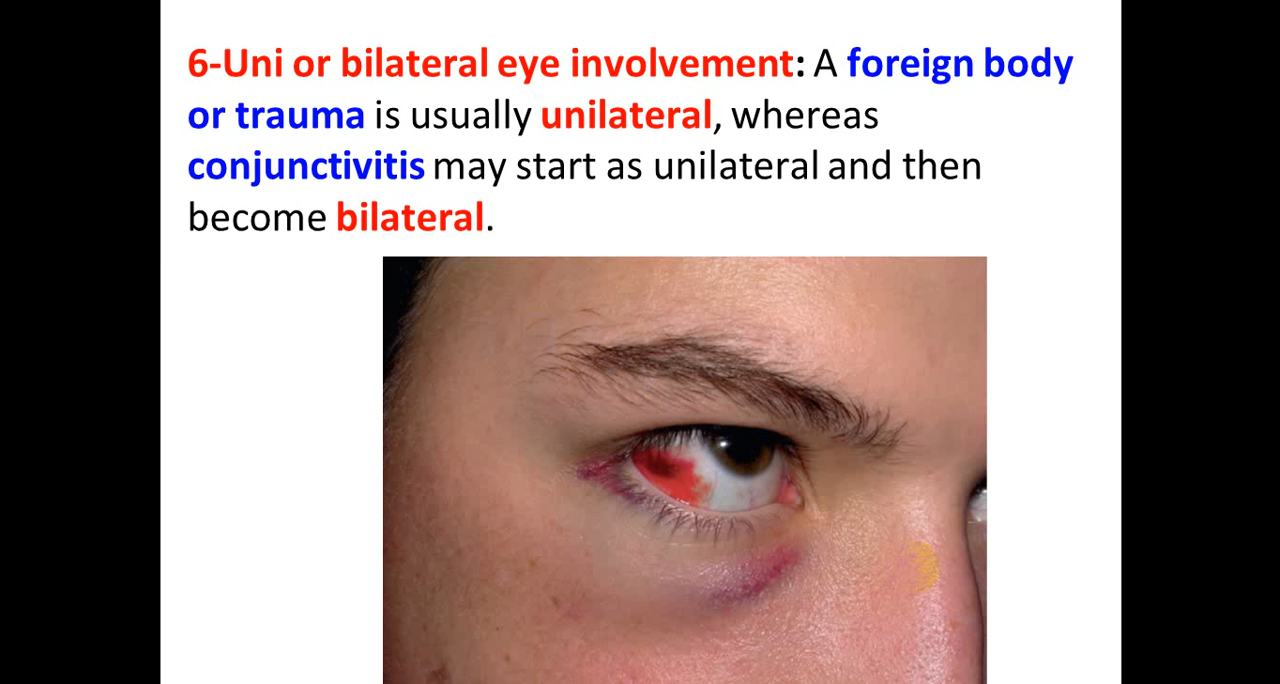 6-Uni or bilateral eye involvement: A foreign body
or trauma is usually unilateral, whereas
conjunctivitis may start as unilateral and then
become bilateral.